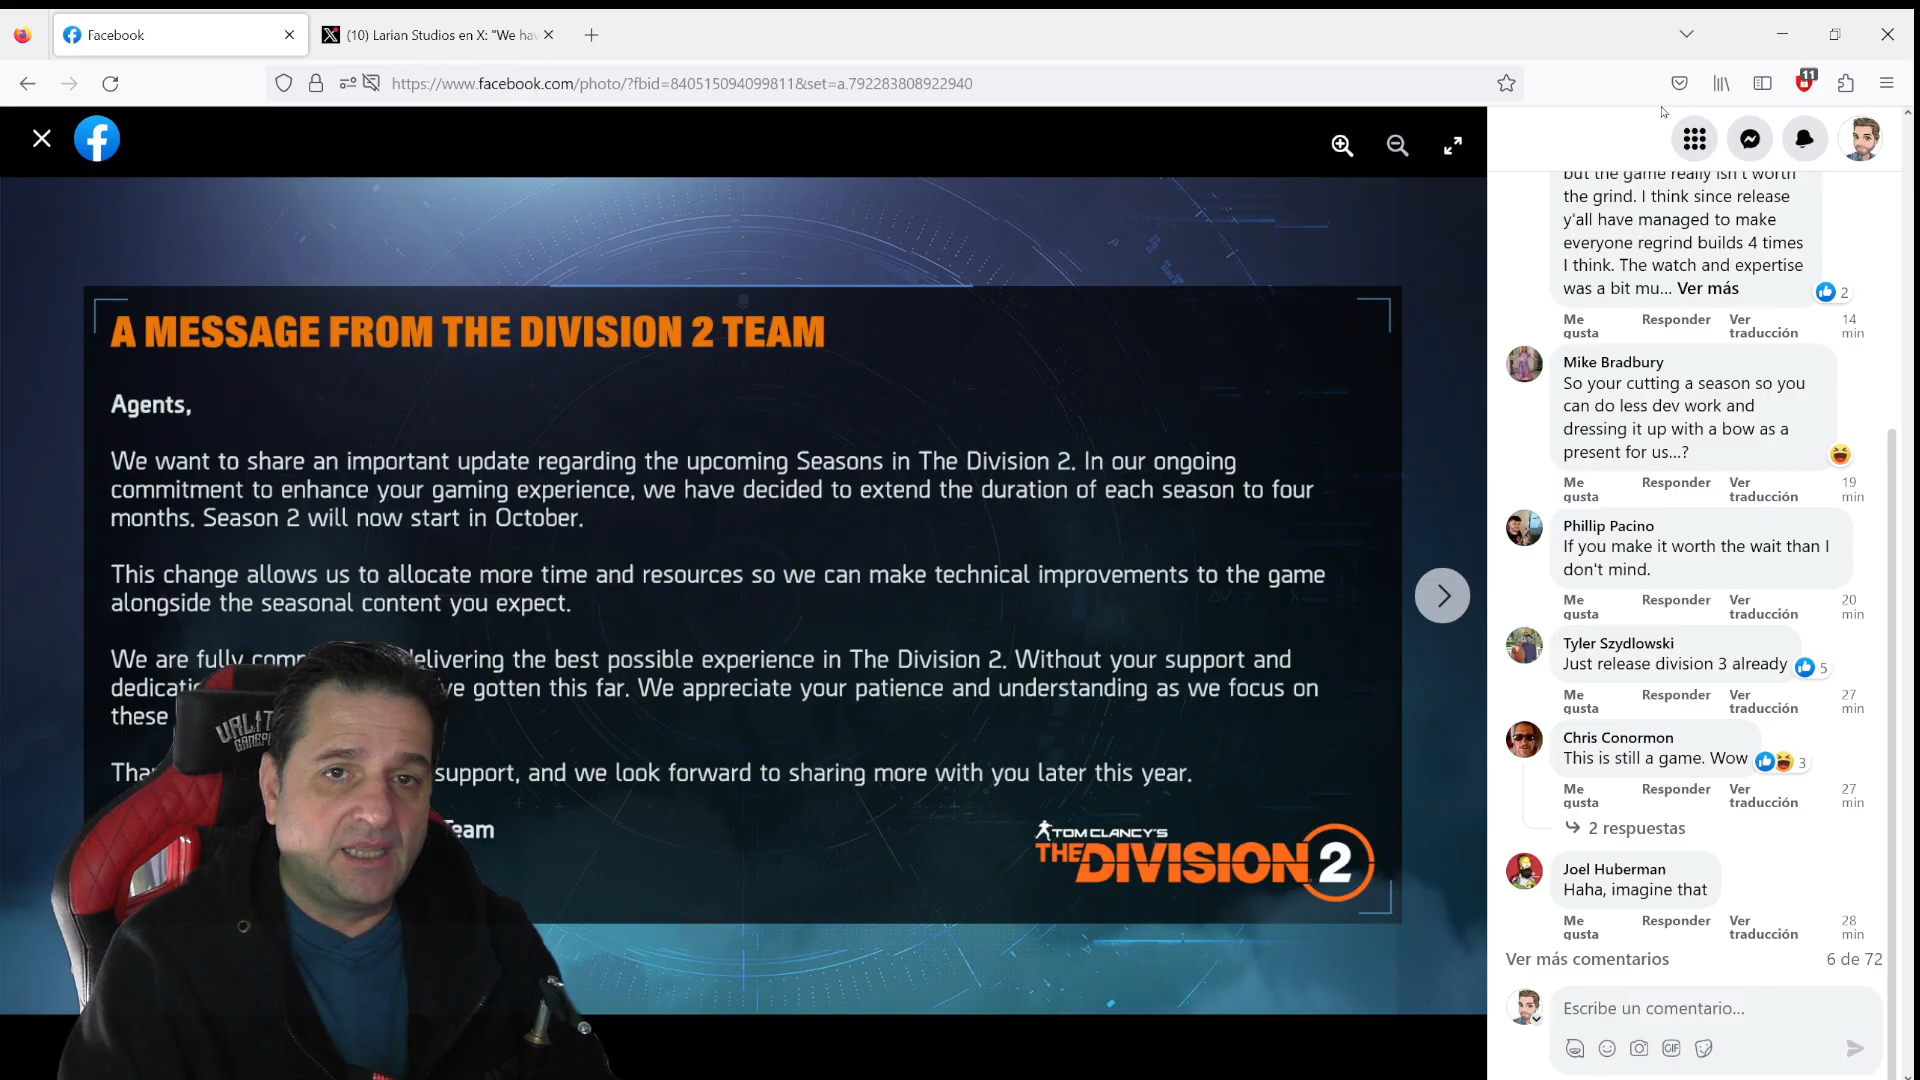 Facebook
(10) Larian Studios en X: "We hav
https://www.facebook.com/photo/?fbid=840515094099811&set=a.792283808922940
11
A MESSAGE FROM THE DIVISION 2 TEAM
Agents,
We want to share an important update regarding the upcoming Seasons in The Division 2. In our ongoing
commitment to enhance your gaming experience, we have decided to extend the duration of each season to four
months. Season 2 will now start in October.
This change allows us to allocate more time and resources so we can make technical improvements to the game
alongside the seasonal content you expect.
We are fully delivering the best possible experience in The Division 2. Without your support and
gotten this far. We appreciate your patience and understanding as we focus on
these
support, and we look forward to sharing more with you later this year.
Team
TOM CLANCY'S
THE DIVISION 2
but the game really isn't worth
the grind. I think since release
y'all have managed to make
everyone regrind builds 4 times
I think. The watch and expertise
was a bit mu... Ver más
2
Me gusta Responder Ver traducción 14 min
Mike Bradbury
So your cutting a season so you
can do less dev work and
dressing it up with a bow as a
present for us...?
Me gusta Responder Ver traducción 19 min
Phillip Pacino
If you make it worth the wait than I
don't mind.
Me gusta Responder Ver traducción 20 min
Tyler Szydlowski
Just release division 3 already
5
Me gusta Responder Ver traducción 27 min
Chris Conormon
This is still a game. Wow
3
Me gusta Responder Ver traducción 27 min
2 respuestas
Joel Huberman
Haha, imagine that
Me gusta Responder Ver traducción 28 min
Ver más comentarios 6 de 72
Escribe un comentario...
GIF